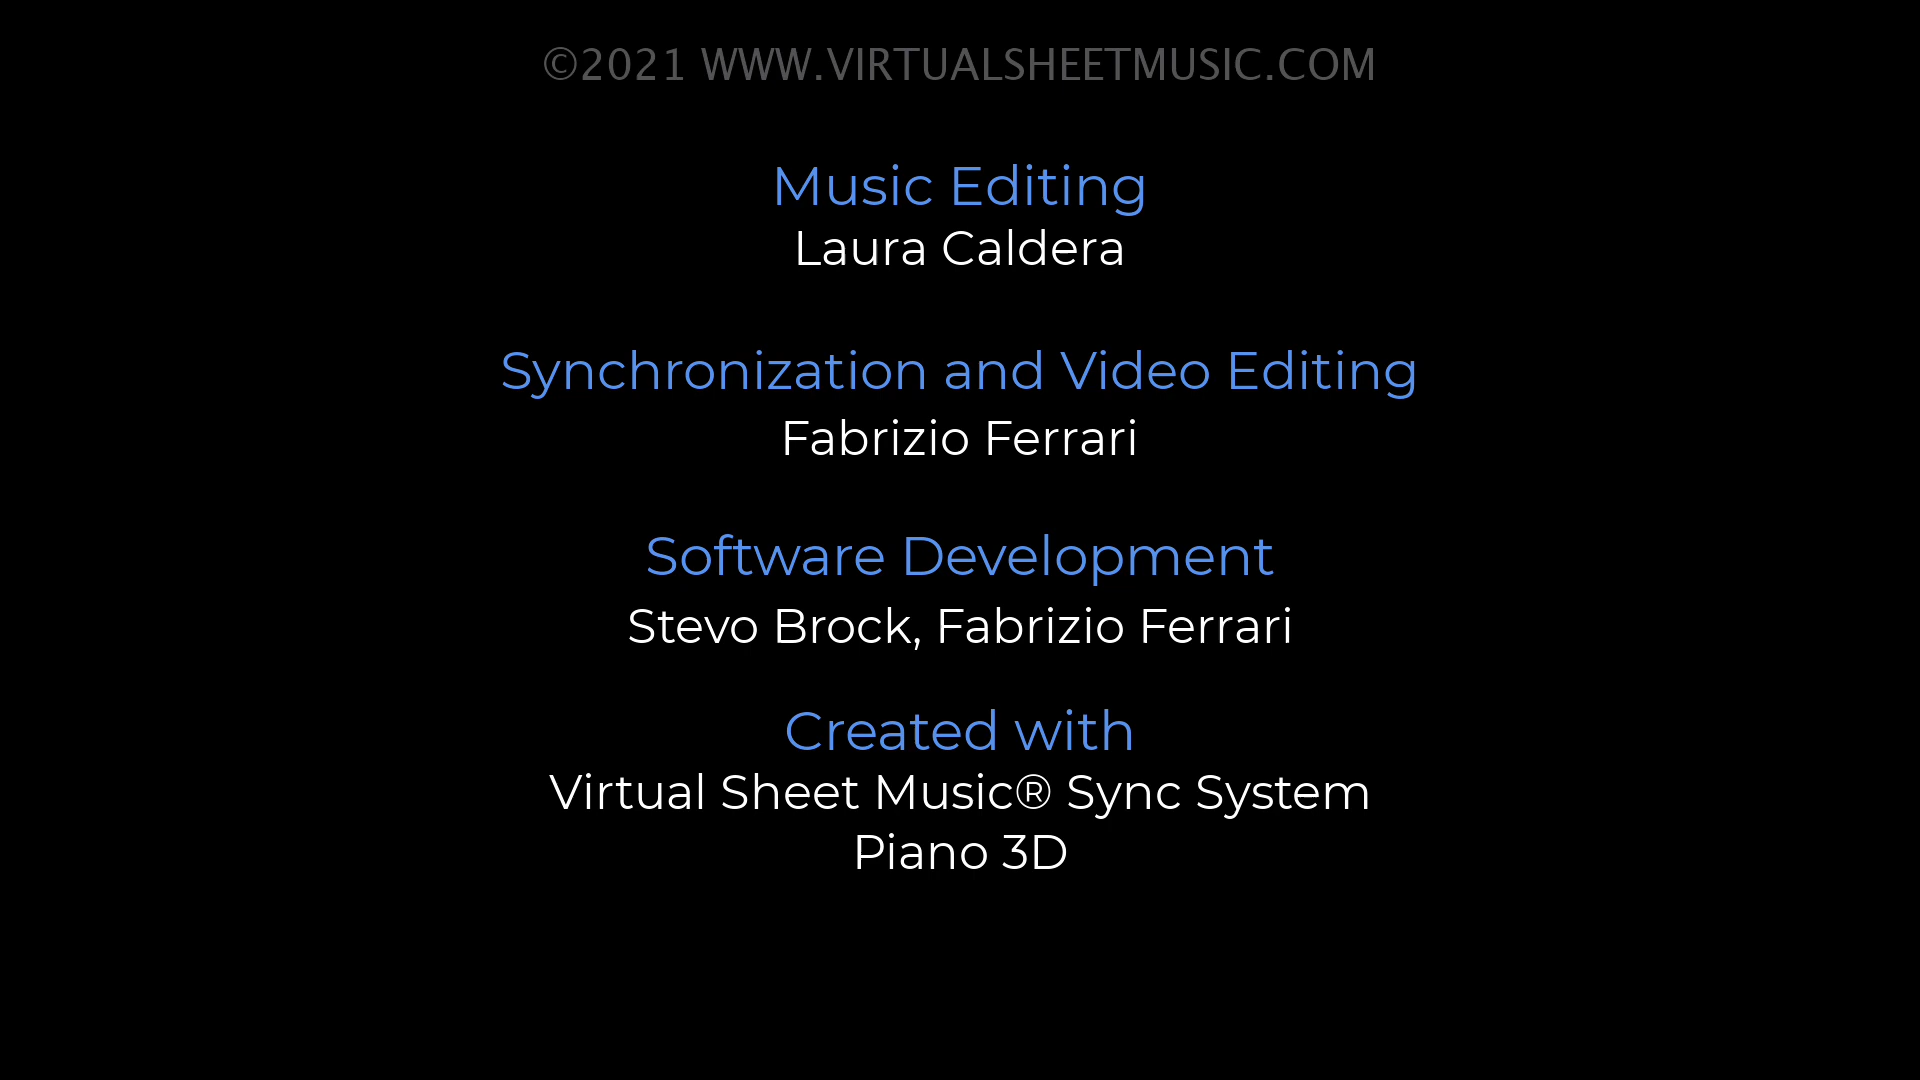 ©2021 WWW.VIRTUALSHEETMUSIC.COM
Music Editing
Laura Caldera
Synchronization and Video Editing
Fabrizio Ferrari
Software Development
Stevo Brock, Fabrizio Ferrari
Created with
Virtual Sheet Music® Sync System
Piano 3D